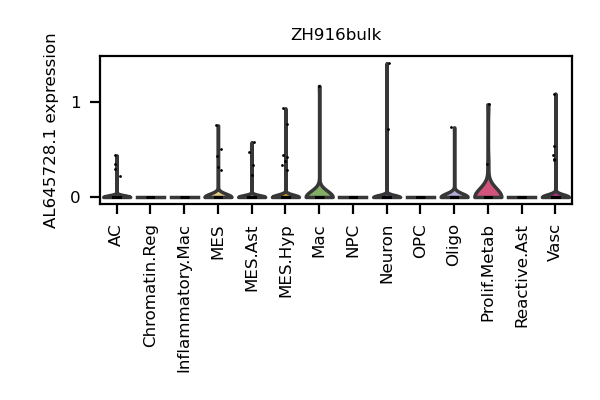 ZH916bulk
AL645728.1 expression
1
0
AC
Chromatin.Reg
Inflammatory.Mac
MES
MES.Ast
MES.Hyp
Mac
NPC
Neuron
OPC
Oligo
Prolif.Metab
Reactive.Ast
Vasc